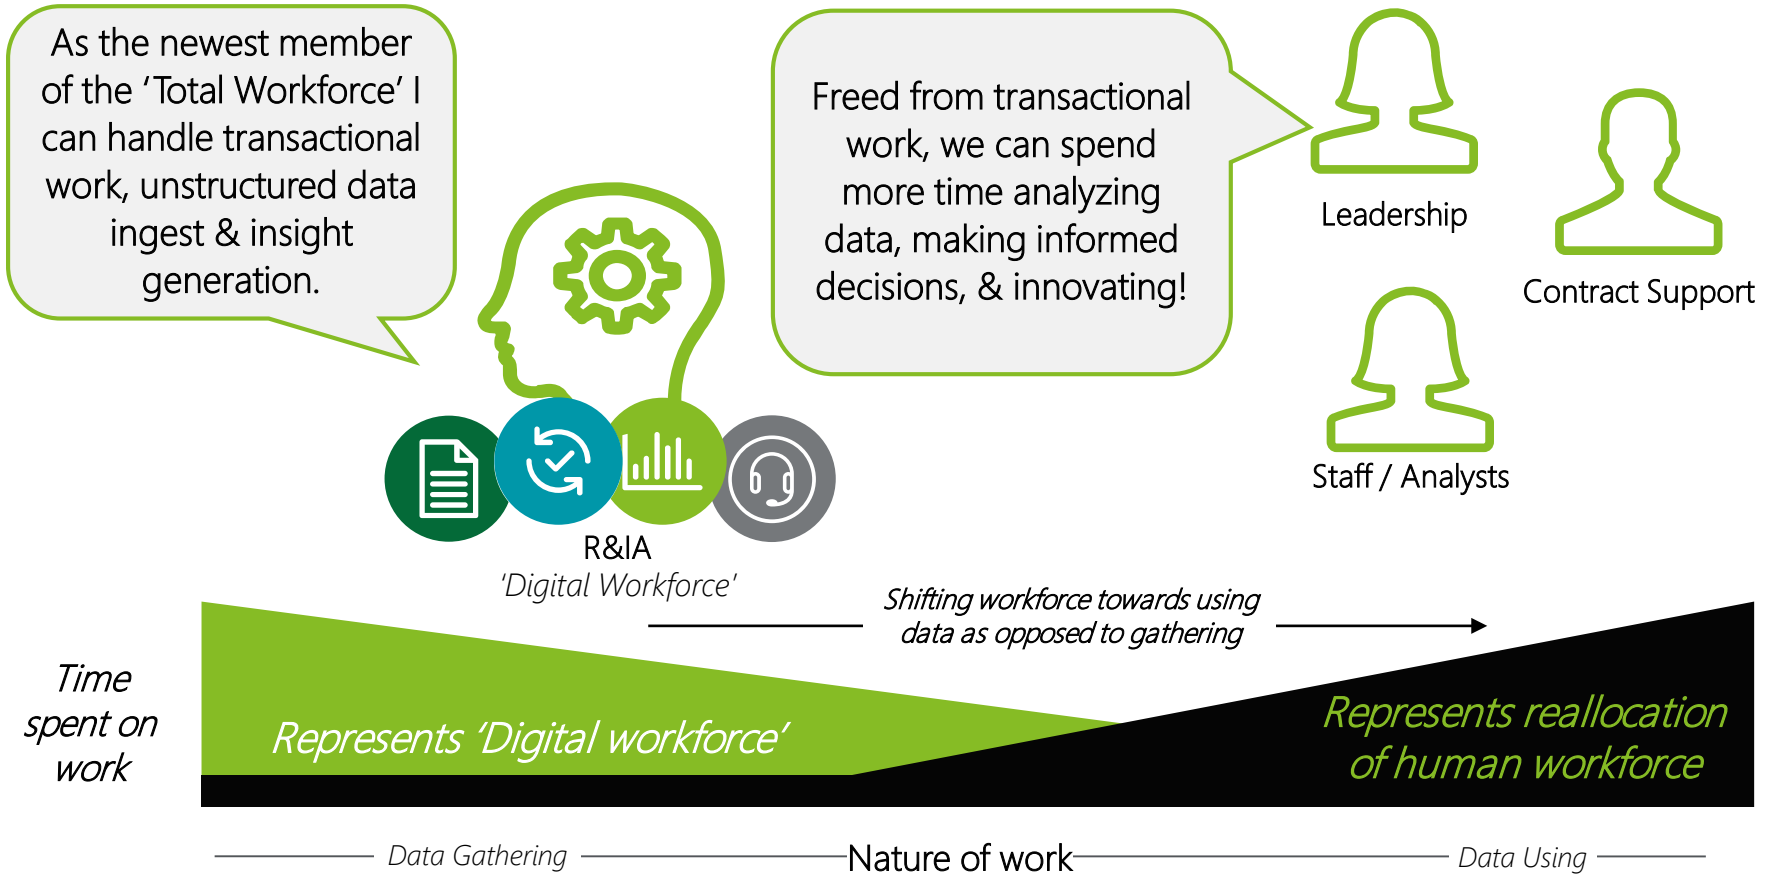 As the newest member
of the ‘Total Workforce’ I
can handle transactional
work, unstructured data
ingest & insight
generation.
Freed from transactional
work, we can spend
more time analyzing
data, making informed
decisions, & innovating!
Leadership
Contract Support
Staff / Analysts
R&IA
'Digital Workforce'
Shifting workforce towards using
data as opposed to gathering
Time
spent on
work
Represents ‘Digital workforce’
Represents reallocation
of human workforce
Data Gathering
Nature of work
Data Using